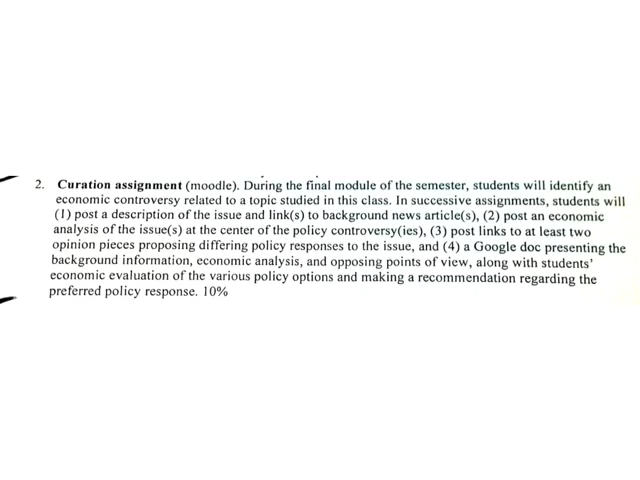 2. Curation assignment (moodle). During the final module of the semester, students will identify an
economic controversy related to a topic studied in this class. In successive assignments, students will
(1) post a description of the issue and link(s) to background news article(s), (2) post an economic
analysis of the issue(s) at the center of the policy controversy(ies), (3) post links to at least two
opinion pieces proposing differing policy responses to the issue, and (4) a Google doc presenting the
background information, economic analysis, and opposing points of view, along with students'
economic evaluation of the various policy options and making a recommendation regarding the
preferred policy response. 10%